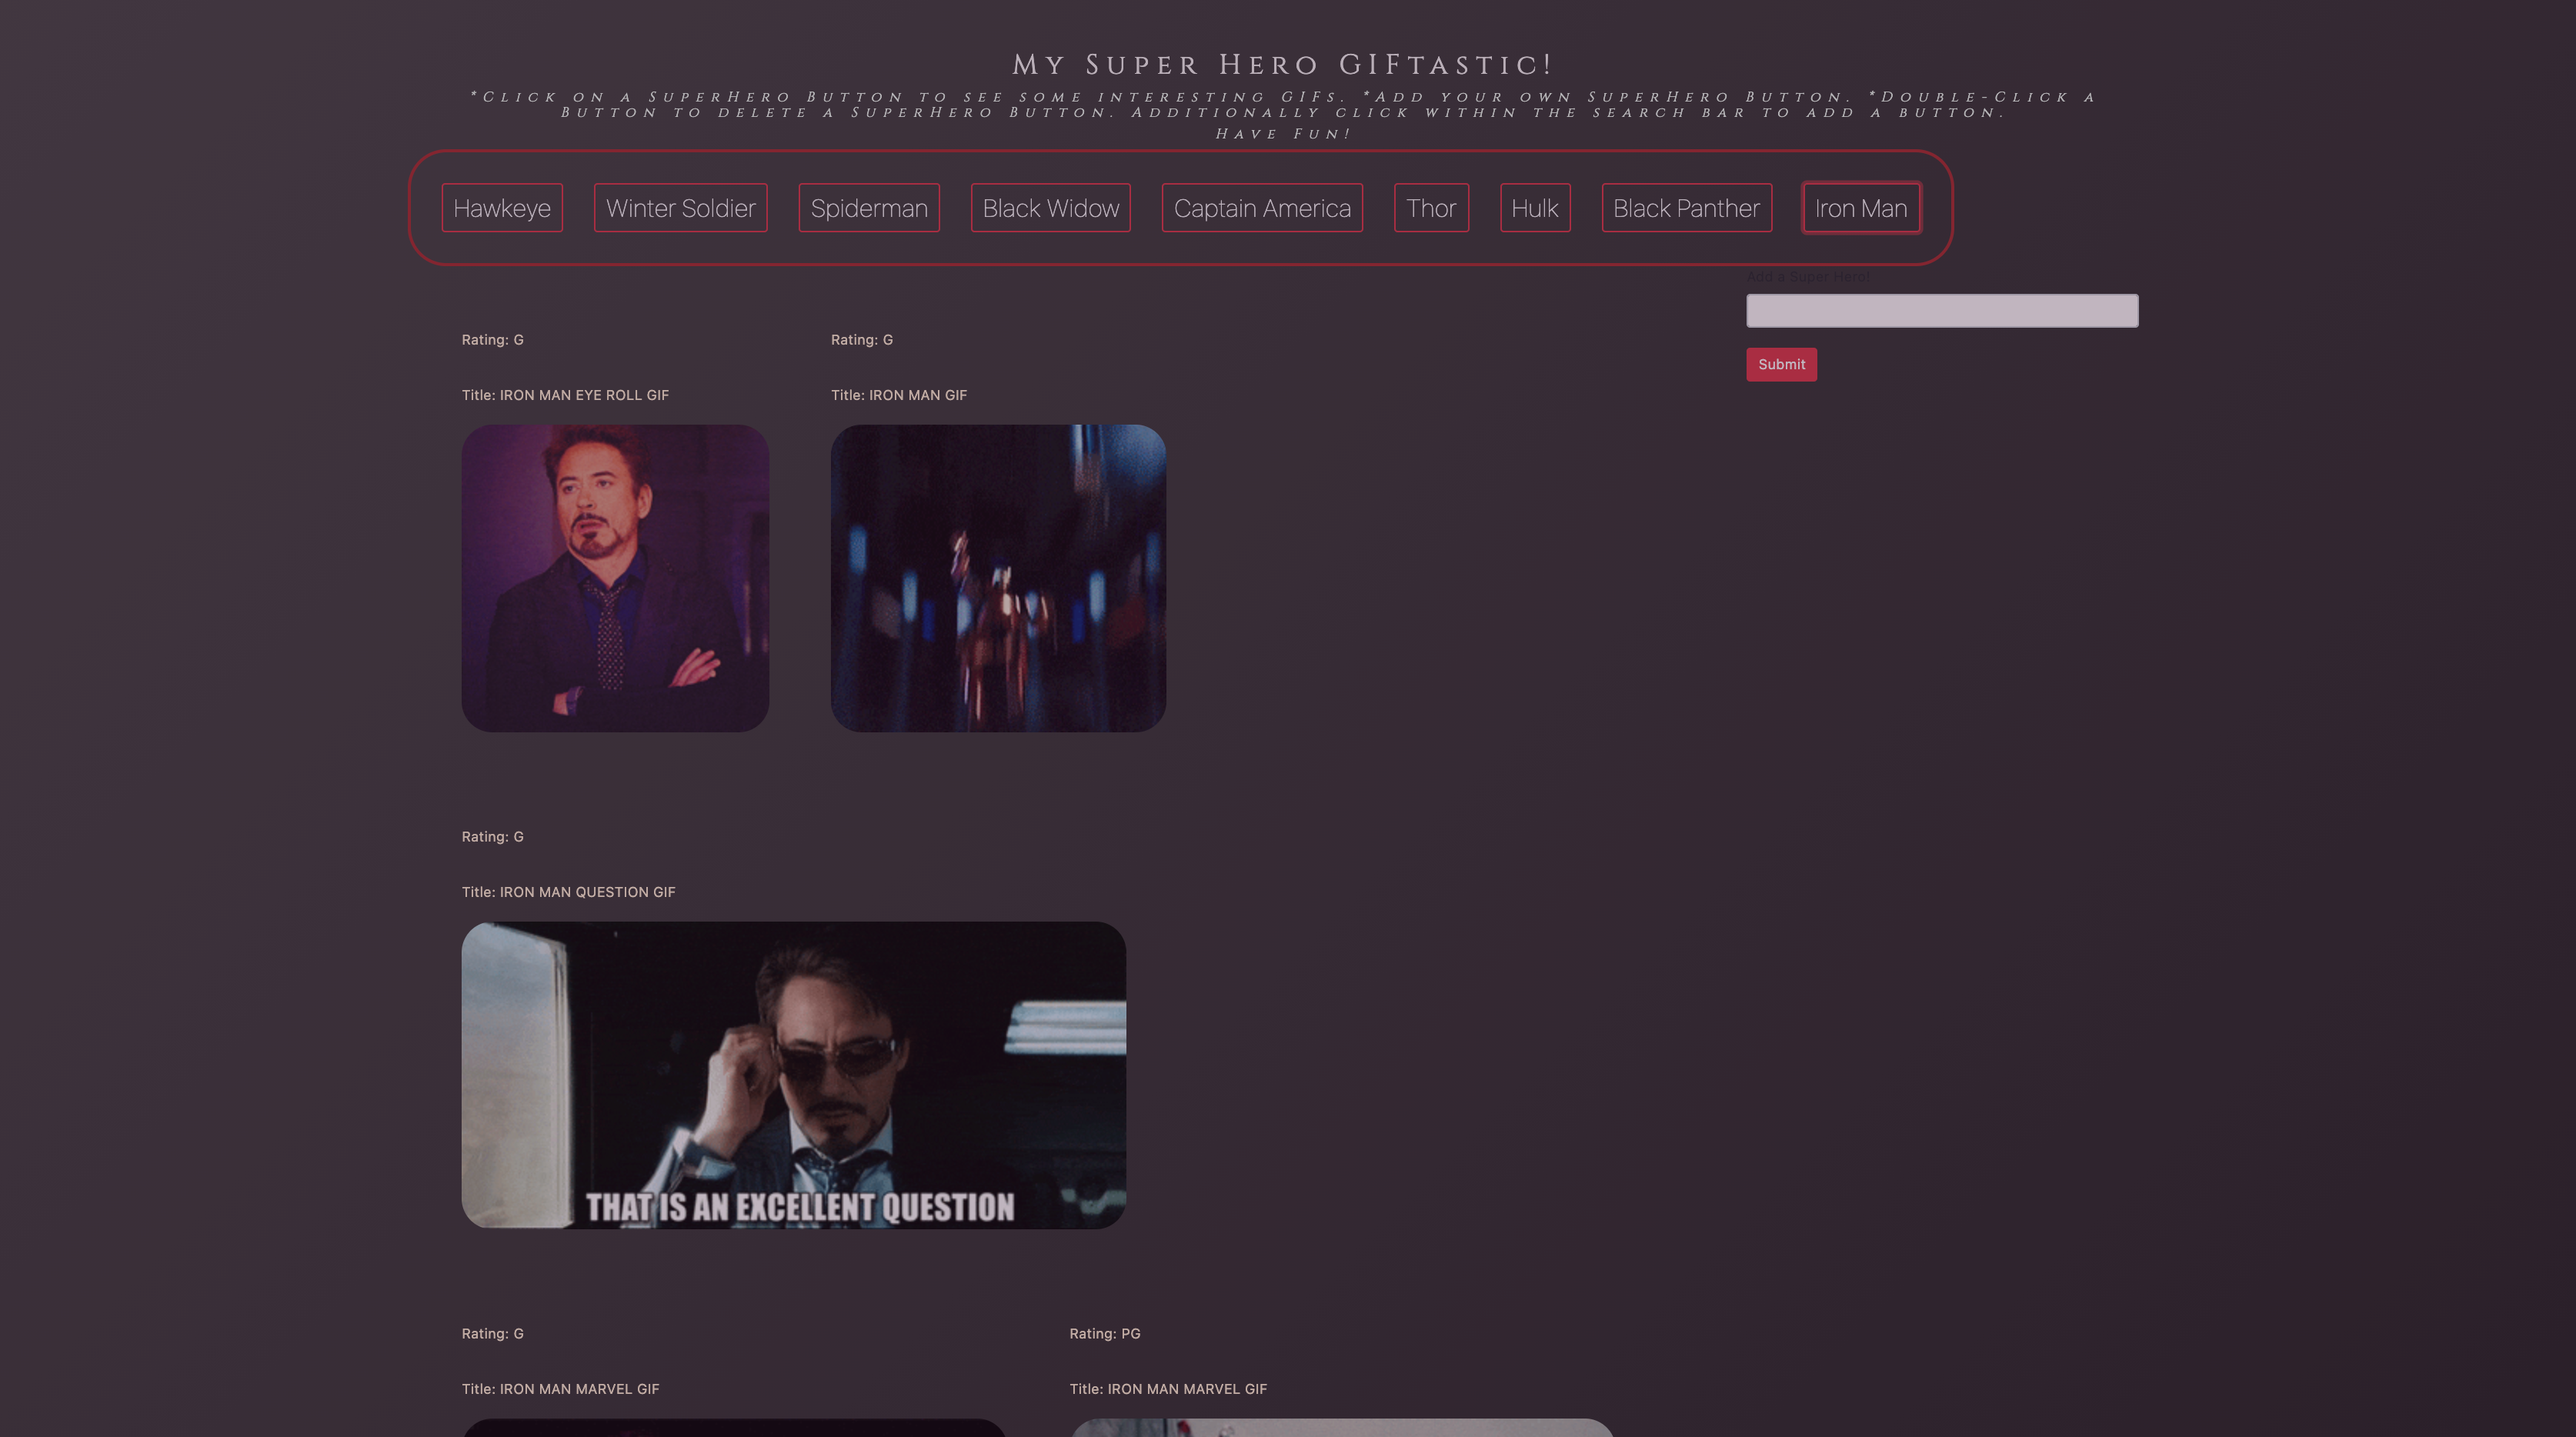 My Super Hero GIFtastic!
*Click on a SuperHero Button to see some interesting GIFs. *Add your own SuperHero Button. *Double-Click a
Button to delete a SuperHero Button. Additionally click within the search bar to add a button.
Have Fun!
Hawkeye Winter Soldier Spiderman Black Widow Captain America Thor Hulk Black Panther Iron Man
Add a Super Hero!
Submit
Rating: G
Title: IRON MAN EYE ROLL GIF
Rating: G
Title: IRON MAN GIF
Rating: G
Title: IRON MAN QUESTION GIF
THAT IS AN EXCELLENT QUESTION
Rating: G
Title: IRON MAN MARVEL GIF
Rating: PG
Title: IRON MAN MARVEL GIF